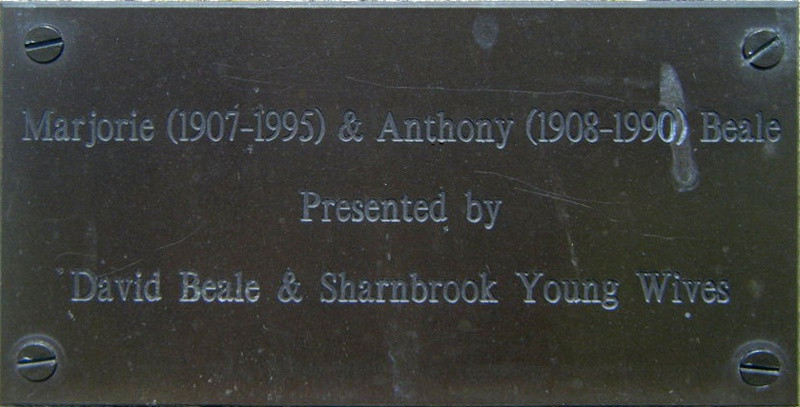 Marjorie (1907-1995) & Anthony (1908-1990) Beale
Presented by
David Beale & Sharnbrook Young Wives